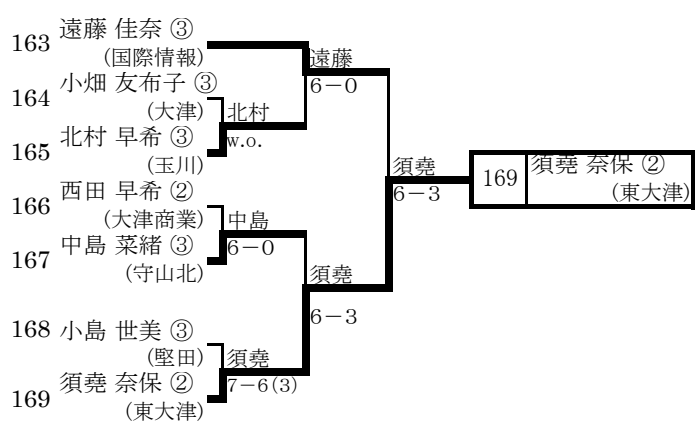 163 遠藤 佳奈 ③
(国際情報)
遠藤
6－0
164 小畑 友布子 ③
(大津)
北村
w.o.
165 北村 早希 ③
(玉川)
須堯
6－3
169 須堯 奈保 ②
(東大津)
166 西田 早希 ②
(大津商業)
中島
6－0
167 中島 菜緒 ③
(守山北)
須堯
6－3
168 小島 世美 ③
(堅田)
須堯
7－6(3)
169 須堯 奈保 ②
(東大津)